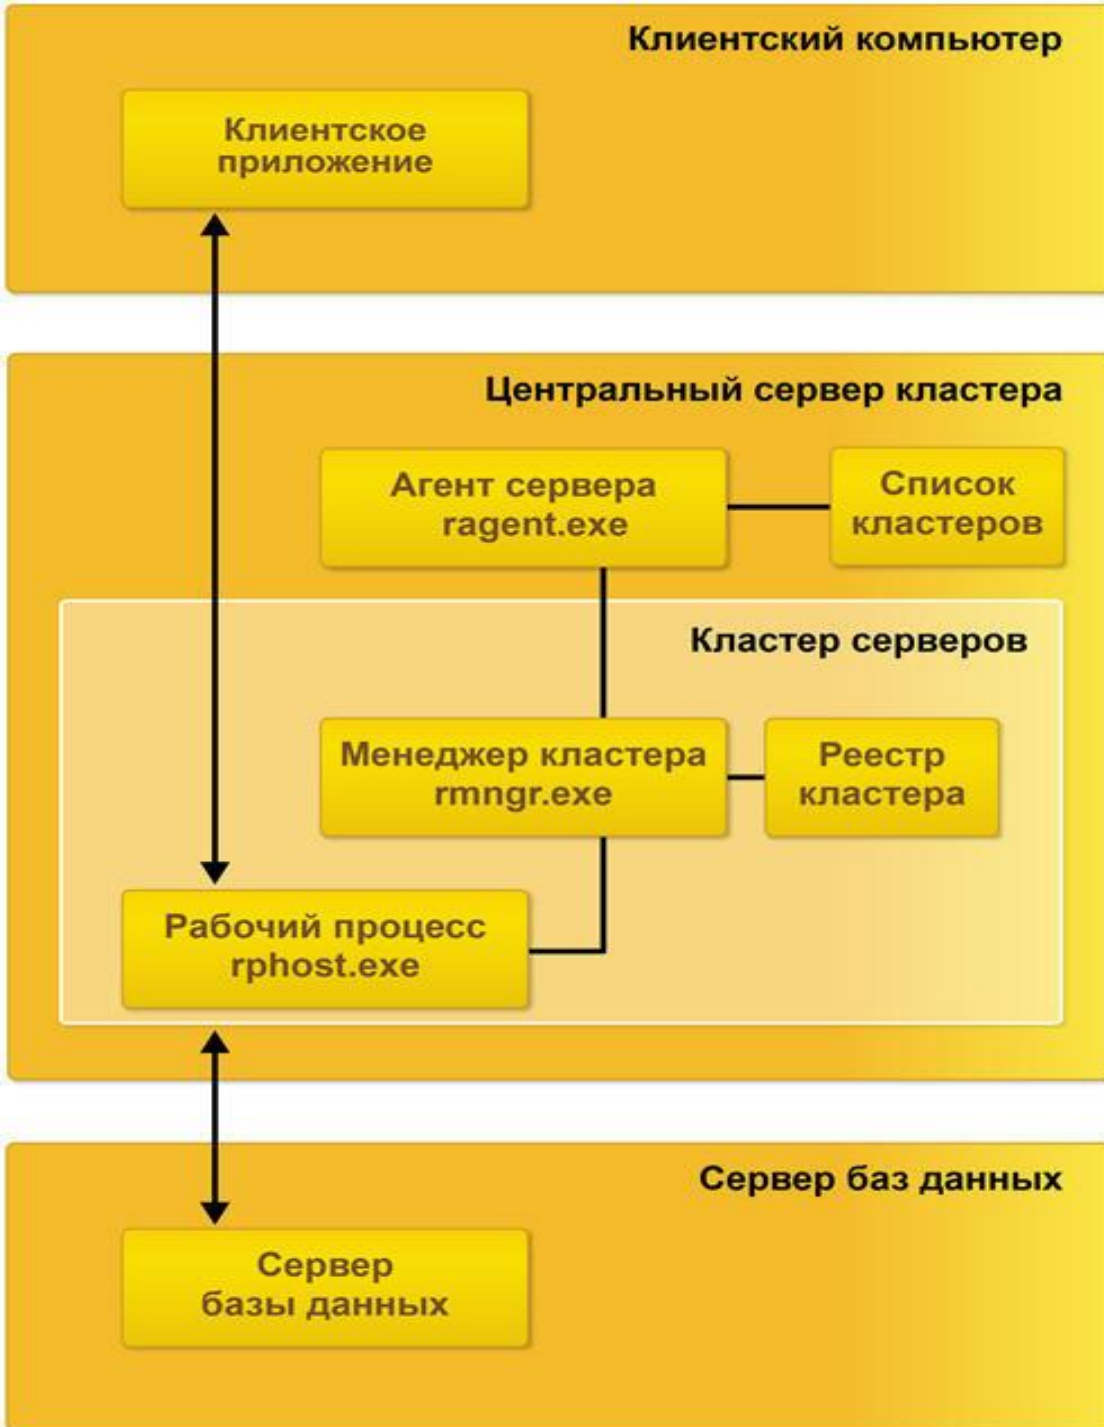 Клиентский компьютер
Клиентское
приложение
Центральный сервер кластера
Агент сервера
ragent.exe
Список
кластеров
Кластер серверов
Менеджер кластера
rmngr.exe
Реестр
кластера
Рабочий процесс
rphost.exe
Сервер баз данных
Сервер
базы данных